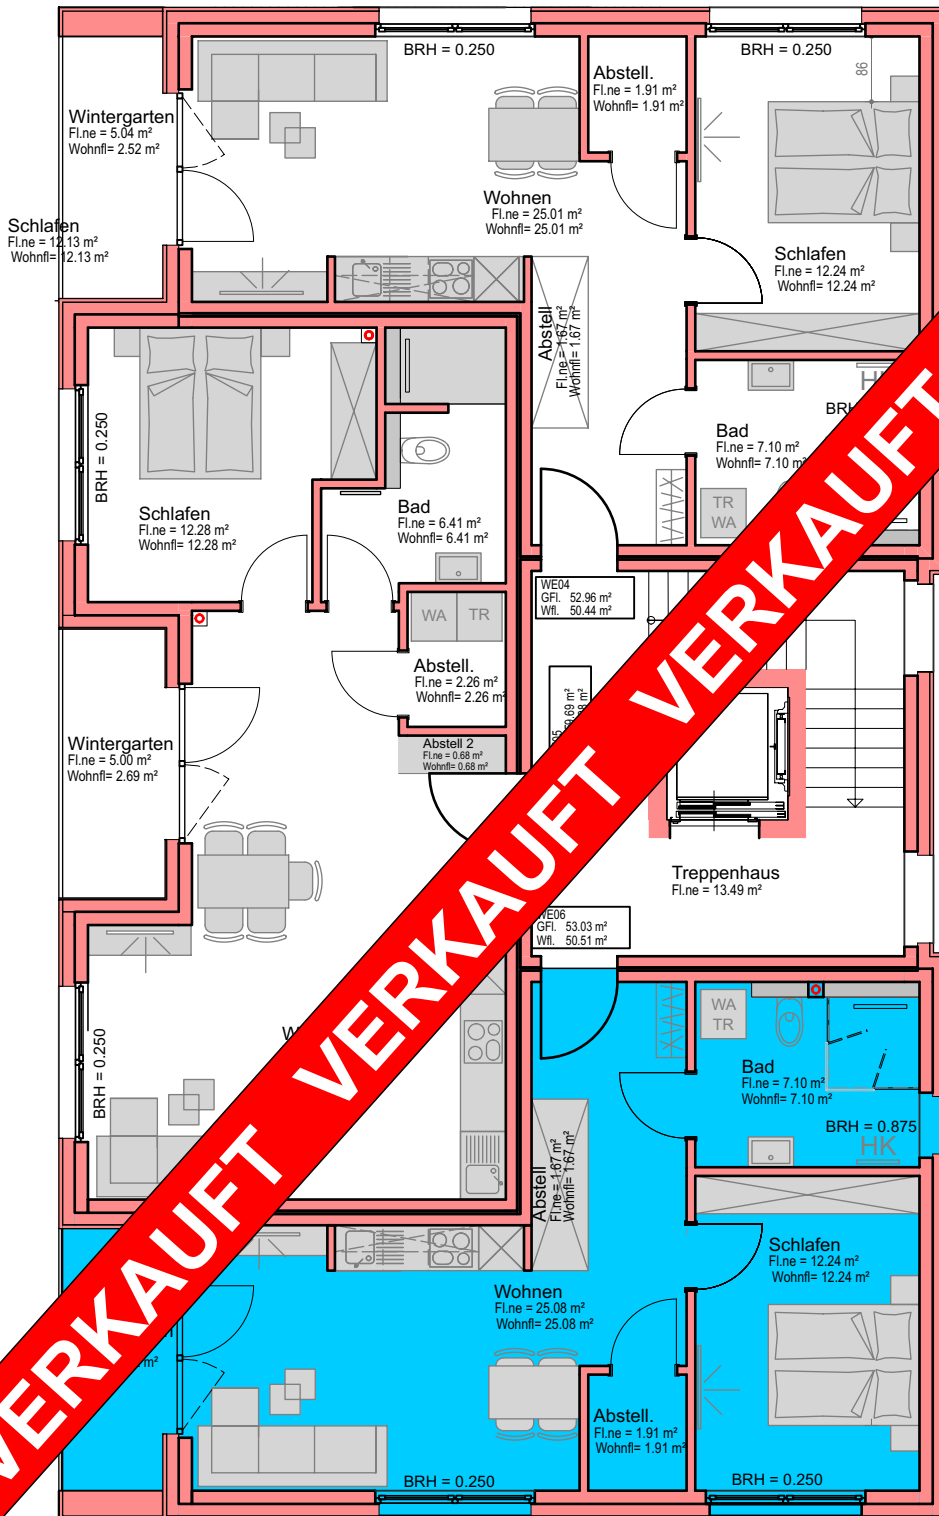 BRH = 0.250
BRH = 0.250
Abstell.
Fl.ne = 1.91 m²
Wohnfl= 1.91 m²
86
Wintergarten
Fl.ne = 5.04 m²
Wohnfl= 2.52 m²
Wohnen
Fl.ne = 25.01 m²
Wohnfl= 25.01 m²
Schlafen
Fl.ne = 12.13 m²
Wohnfl= 12.13 m²
Schlafen
Fl.ne = 12.24 m²
Wohnfl= 12.24 m²
Abstell
Fl.ne = 1.67 m²
Wohnfl= 1.67 m²
BRH
Bad
Fl.ne = 7.10 m²
Wohnfl= 7.10 m²
TR
WA
BRH = 0.250
Schlafen
Fl.ne = 12.28 m²
Wohnfl= 12.28 m²
Bad
Fl.ne = 6.41 m²
Wohnfl= 6.41 m²
WE04
GFl. 52.96 m²
Wfl. 50.44 m²
WA TR
Abstell.
Fl.ne = 2.26 m²
Wohnfl= 2.26 m²
Wintergarten
Fl.ne = 5.00 m²
Wohnfl= 2.69 m²
Abstell 2
Fl.ne = 0.68 m²
Wohnfl= 0.68 m²
Treppenhaus
Fl.ne = 13.49 m²
WE06
GFl. 53.03 m²
Wfl. 50.51 m²
VERKAUFT VERKAUFT VERKAUFT VERKAUFT
BRH = 0.250
WA
TR
Bad
Fl.ne = 7.10 m²
Wohnfl= 7.10 m²
BRH = 0.875
HK
Abstell
Fl.ne = 1.67 m²
Wohnfl= 1.67 m²
Schlafen
Fl.ne = 12.24 m²
Wohnfl= 12.24 m²
Wohnen
Fl.ne = 25.08 m²
Wohnfl= 25.08 m²
Abstell.
Fl.ne = 1.91 m²
Wohnfl= 1.91 m²
BRH = 0.250
BRH = 0.250